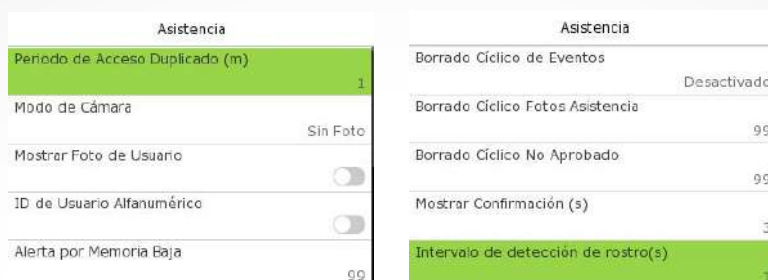 Asistencia
Periodo de Acceso Duplicado (m)
1
Modo de Cámara
Sin Foto
Mostrar Foto de Usuario
ID de Usuario Alfanumérico
Alerta por Memoria Baja
99
Asistencia
Borrado Cíclico de Eventos
Desactivado
Borrado Cíclico Fotos Asistencia
99
Borrado Cíclico No Aprobado
99
Mostrar Confirmación (s)
3
Intervalo de detección de rostro(s)